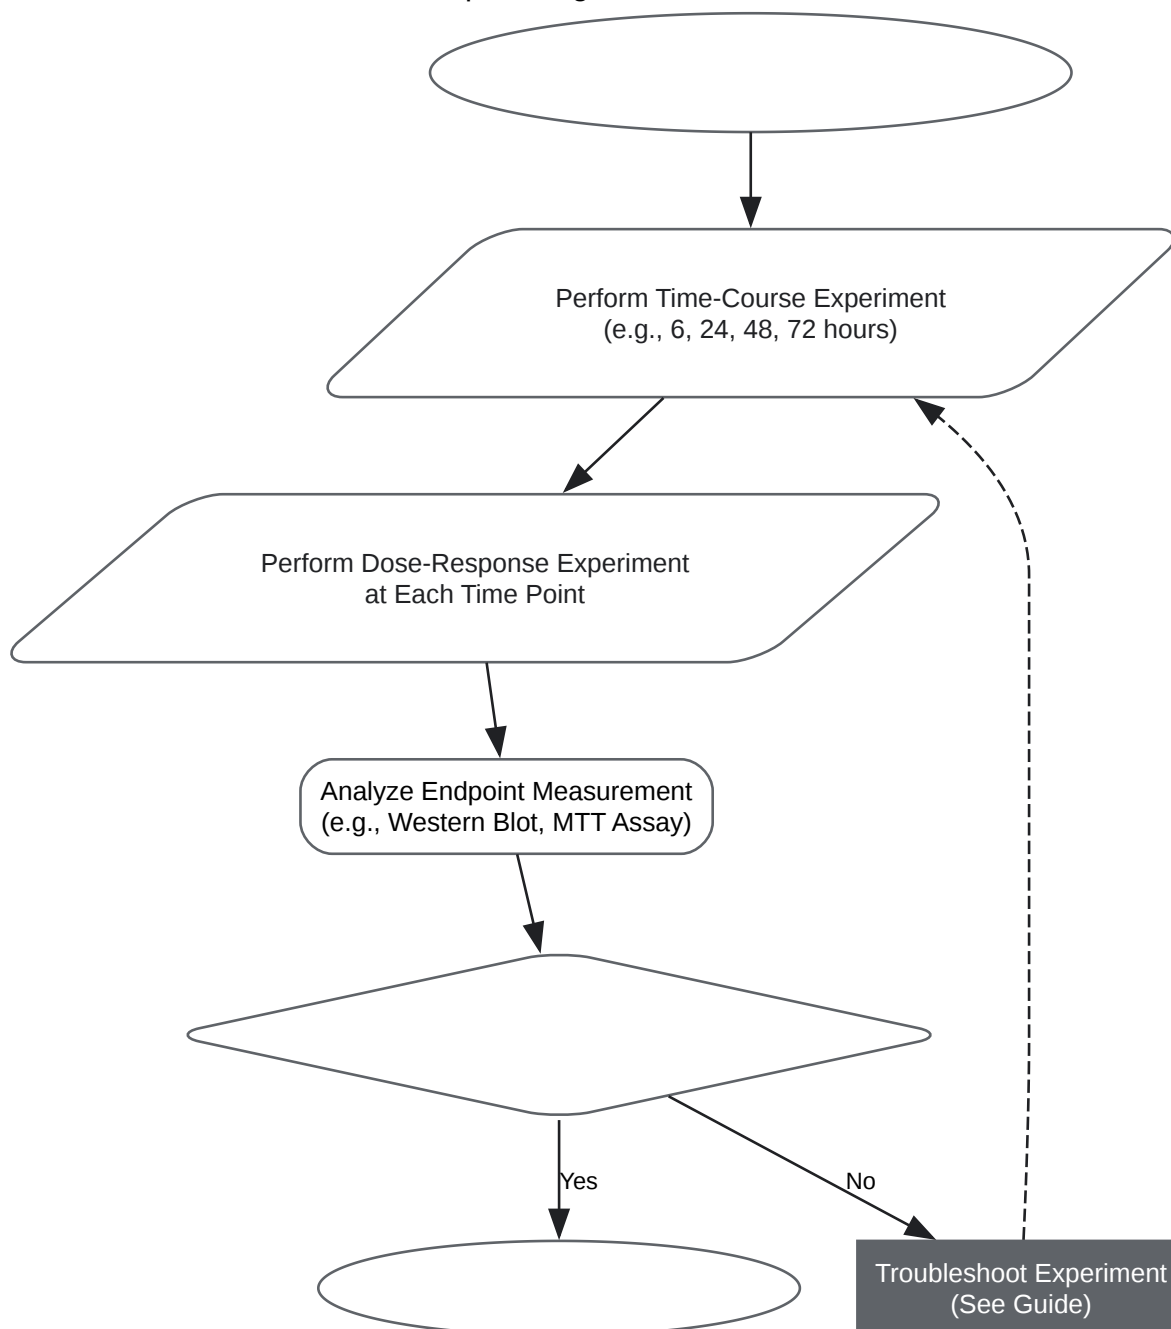 Perform Time-Course Experiment
(e.g., 6, 24, 48, 72 hours)
Perform Dose-Response Experiment
at Each Time Point
Analyze Endpoint Measurement
(e.g., Western Blot, MTT Assay)
Yes
No
Troubleshoot Experiment
(See Guide)